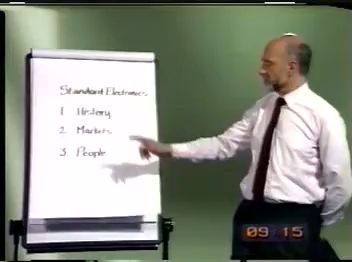 Standard Electronics
1. History
2. Markets
3. People
09 15